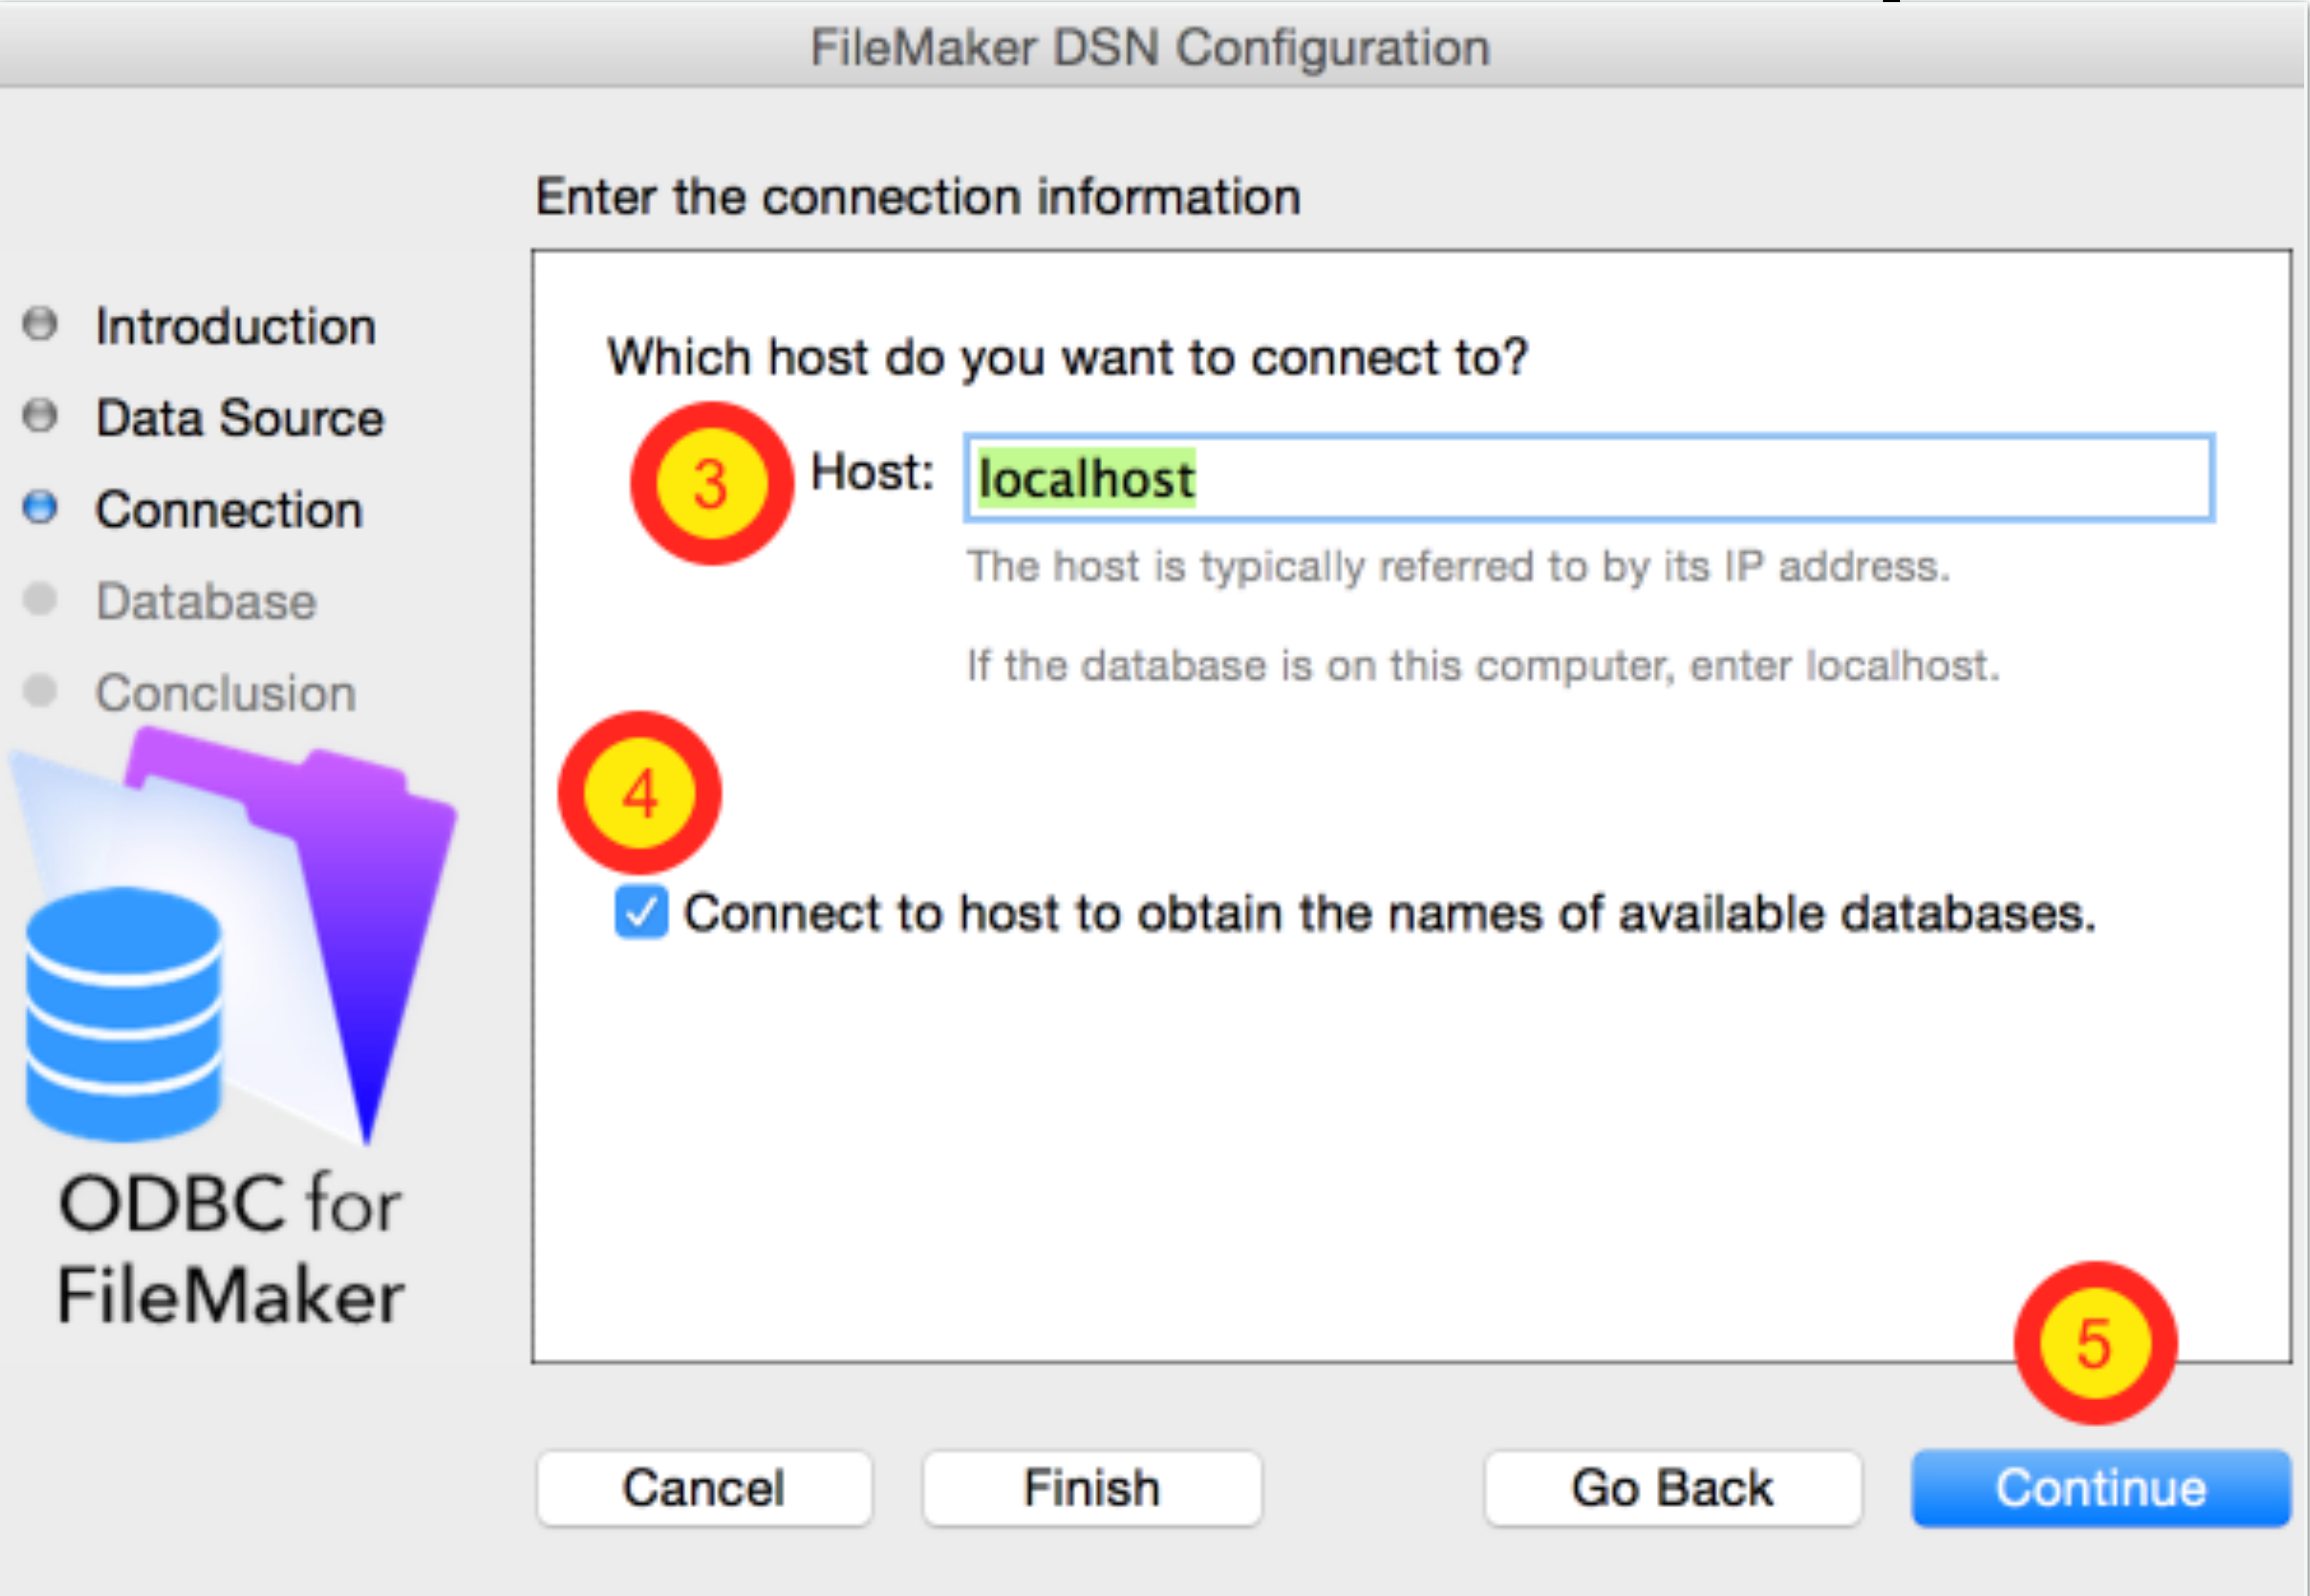 FileMaker DSN Configuration
Enter the connection information
Introduction
Data Source
Connection
Database
Conclusion
ODBC for
FileMaker
Which host do you want to connect to?
3
Host: localhost
The host is typically referred to by its IP address.
If the database is on this computer, enter localhost.
4
Connect to host to obtain the names of available databases.
5
Cancel Finish Go Back Continue